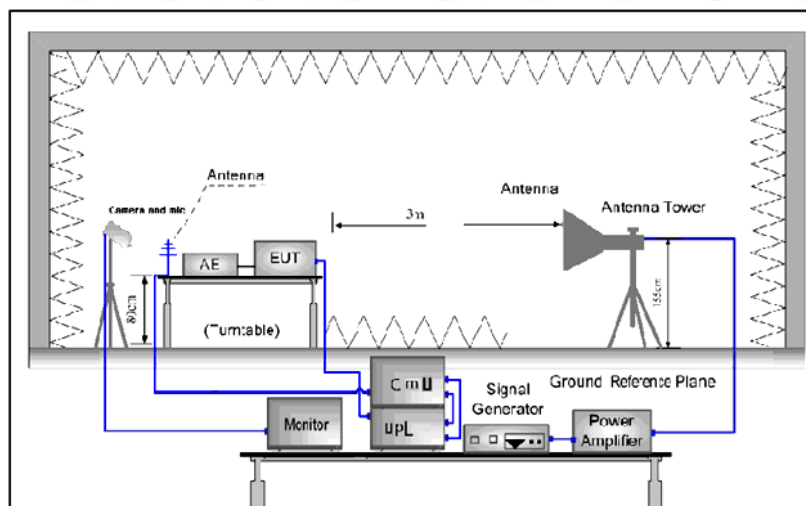 Antenna
Camera and mic
3m
Antenna
Antenna Tower
AE
EUT
80cm
155cm
(Turntable)
Cmu
Signal
Generator
Ground Reference Plane
Monitor
upL
Power
Amplifier